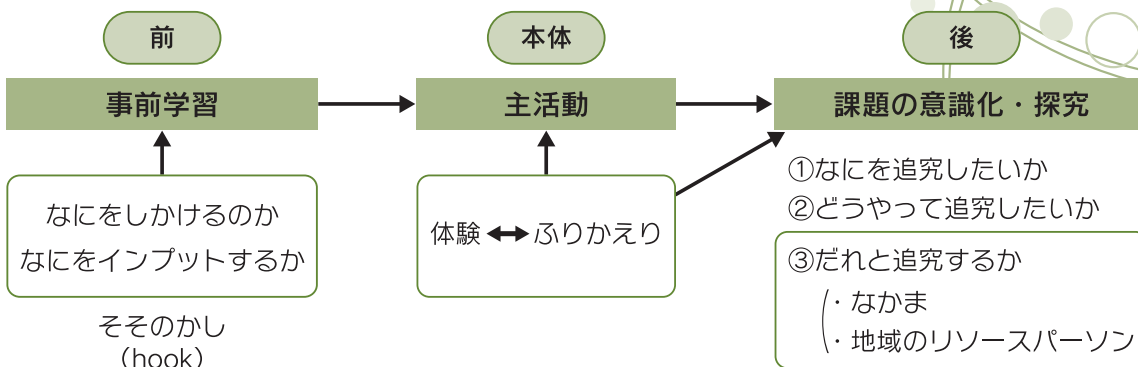 前
本体
後
事前学習
主活動
課題の意識化・探究
なにをしかけるのか
なにをインプットするか
そそのかし
（hook）
体験 ↔ ふりかえり
①なにを追究したいか
②どうやって追究したいか
③だれと追究するか
・なかま
・地域のリソースパーソン